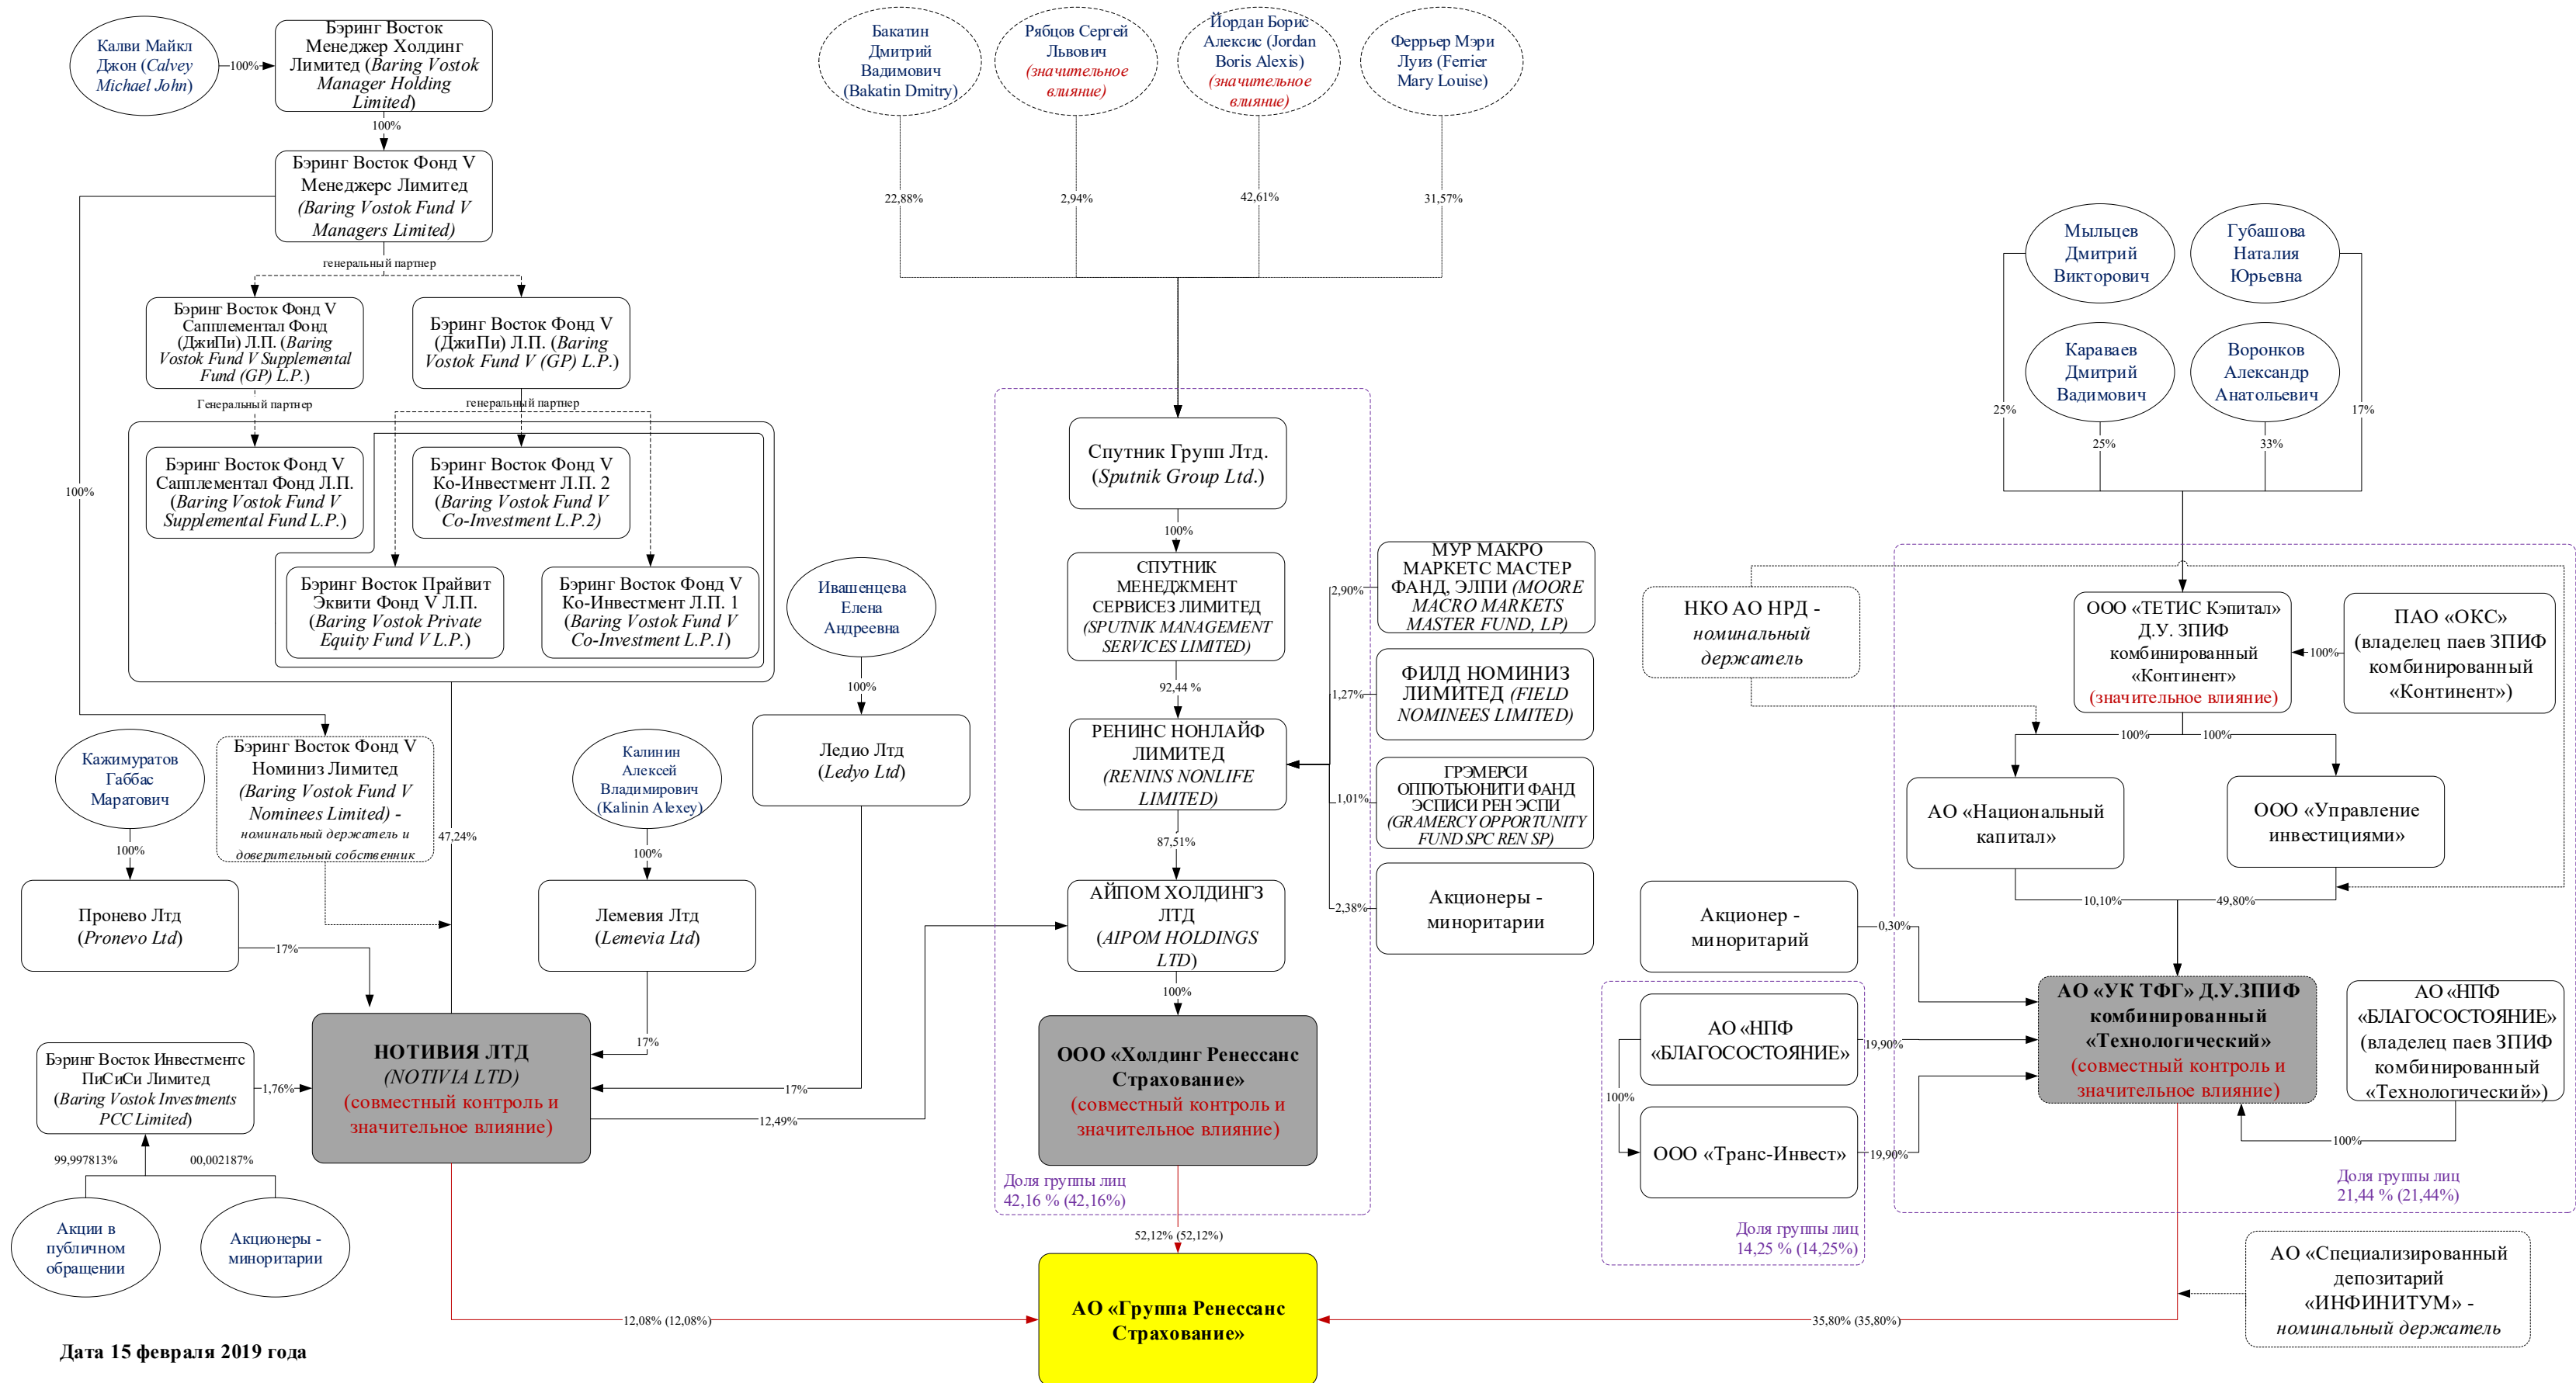 Калви Майкл
Джон (Calvey
Michael John)
100%
Бэринг Восток
Менеджер Холдинг
Лимитед (Baring Vostok
Manager Holding
Limited)
100%
Бэринг Восток Фонд V
Менеджерс Лимитед
(Baring Vostok Fund V
Managers Limited)
генеральный партнер
Бэринг Восток Фонд V
Сапплементал Фонд
(ДжиПи) Л.П. (Baring
Vostok Fund V Supplemental
Fund (GP) L.P.)
Бэринг Восток Фонд V
(ДжиПи) Л.П. (Baring
Vostok Fund V (GP) L.P.)
Генеральный партнер
генеральный партнер
Бэринг Восток Фонд V
Сапплементал Фонд Л.П.
(Baring Vostok Fund V
Supplemental Fund L.P.)
Бэринг Восток Фонд V
Ко-Инвестмент Л.П. 2
(Baring Vostok Fund V
Co-Investment L.P.2)
100%
Бэринг Восток Прайвит
Эквити Фонд V Л.П.
(Baring Vostok Private
Equity Fund V L.P.)
Бэринг Восток Фонд V
Ко-Инвестмент Л.П. 1
(Baring Vostok Fund V
Co-Investment L.P.1)
Кажимуратов
Габбас
Маратович
100%
Бэринг Восток Фонд V
Номиниз Лимитед
(Baring Vostok Fund V
Nominees Limited) -
номинальный держатель и
доверительный собственник
47,24%
Калинин
Алексей
Владимирович
(Kalinin Alexey)
100%
Ивашенцева
Елена
Андреевна
100%
Ледио Лтд
(Ledyo Ltd)
Пронево Лтд
(Pronevo Ltd)
17%
Лемевия Лтд
(Lemevia Ltd)
17%
17%
12,49%
Бэринг Восток Инвестментс
ПиСиСи Лимитед
(Baring Vostok Investments
PCC Limited)
1,76%
99,997813%
00,002187%
Акции в
публичном
обращении
Акционеры -
миноритарии
НОТИВИЯ ЛТД
(NOTIVIA LTD)
(совместный контроль и
значительное влияние)
12,08% (12,08%)
Дата 15 февраля 2019 года
Бакатин
Дмитрий
Вадимович
(Bakatin Dmitry)
Рябцов Сергей
Львович
(значительное
влияние)
Йордан Борис
Алексис (Jordan
Boris Alexis)
(значительное
влияние)
Феррьер Мэри
Луиз (Ferrier
Mary Louise)
22,88%
2,94%
42,61%
31,57%
Спутник Групп Лтд.
(Sputnik Group Ltd.)
100%
СПУТНИК
МЕНЕДЖМЕНТ
СЕРВИСЕЗ ЛИМИТЕД
(SPUTNIK MANAGEMENT
SERVICES LIMITED)
92,44 %
РЕНИНС НОНЛАЙФ
ЛИМИТЕД
(RENINS NONLIFE
LIMITED)
87,51%
АЙПОМ ХОЛДИНГЗ
ЛТД
(AIPOM HOLDINGS
LTD)
100%
ООО «Холдинг Ренессанс
Страхование»
(совместный контроль и
значительное влияние)
Доля группы лиц
42,16 % (42,16%)
52,12% (52,12%)
АО «Группа Ренессанс
Страхование»
2,90%
МУР МАКРО
МАРКЕТС МАСТЕР
ФАНД, ЭЛПИ (MOORE
MACRO MARKETS
MASTER FUND, LP)
1,27%
ФИЛД НОМИНИЗ
ЛИМИТЕД (FIELD
NOMINEES LIMITED)
1,01%
ГРЭМЕРСИ
ОППОТЬЮНИТИ ФАНД
ЭСПИСИ РЕН ЭСПИ
(GRAMERCY OPPORTUNITY
FUND SPC REN SP)
2,38%
Акционеры -
миноритарии
Мыльцев
Дмитрий
Викторович
Губашова
Наталия
Юрьевна
Караваев
Дмитрий
Вадимович
Воронков
Александр
Анатольевич
25%
25%
33%
17%
НКО АО НРД -
номинальный
держатель
ООО «ТЕТИС Кэпитал»
Д.У. ЗПИФ
комбинированный
«Континент»
(значительное влияние)
100%
ПАО «ОКС»
(владелец паев ЗПИФ
комбинированный
«Континент»)
100%
100%
АО «Национальный
капитал»
ООО «Управление
инвестициями»
10,10%
49,80%
Акционер -
миноритарий
0,30%
АО «НПФ
«БЛАГОСОСТОЯНИЕ»
19,90%
100%
ООО «Транс-Инвест»
19,90%
Доля группы лиц
14,25 % (14,25%)
АО «УК ТФГ» Д.У.ЗПИФ
комбинированный
«Технологический»
(совместный контроль и
значительное влияние)
АО «НПФ
«БЛАГОСОСТОЯНИЕ»
(владелец паев ЗПИФ
комбинированный
«Технологический»)
100%
Доля группы лиц
21,44 % (21,44%)
АО «Специализированный
депозитарий
«ИНФИНИТУМ» -
номинальный держатель
35,80% (35,80%)